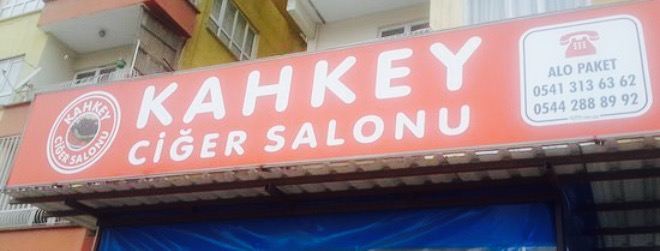 KAHKEY
CİĞER SALONU
KAHKEY
CİĞER SALONU
ALO PAKET
0541 313 63 62
0544 288 89 92